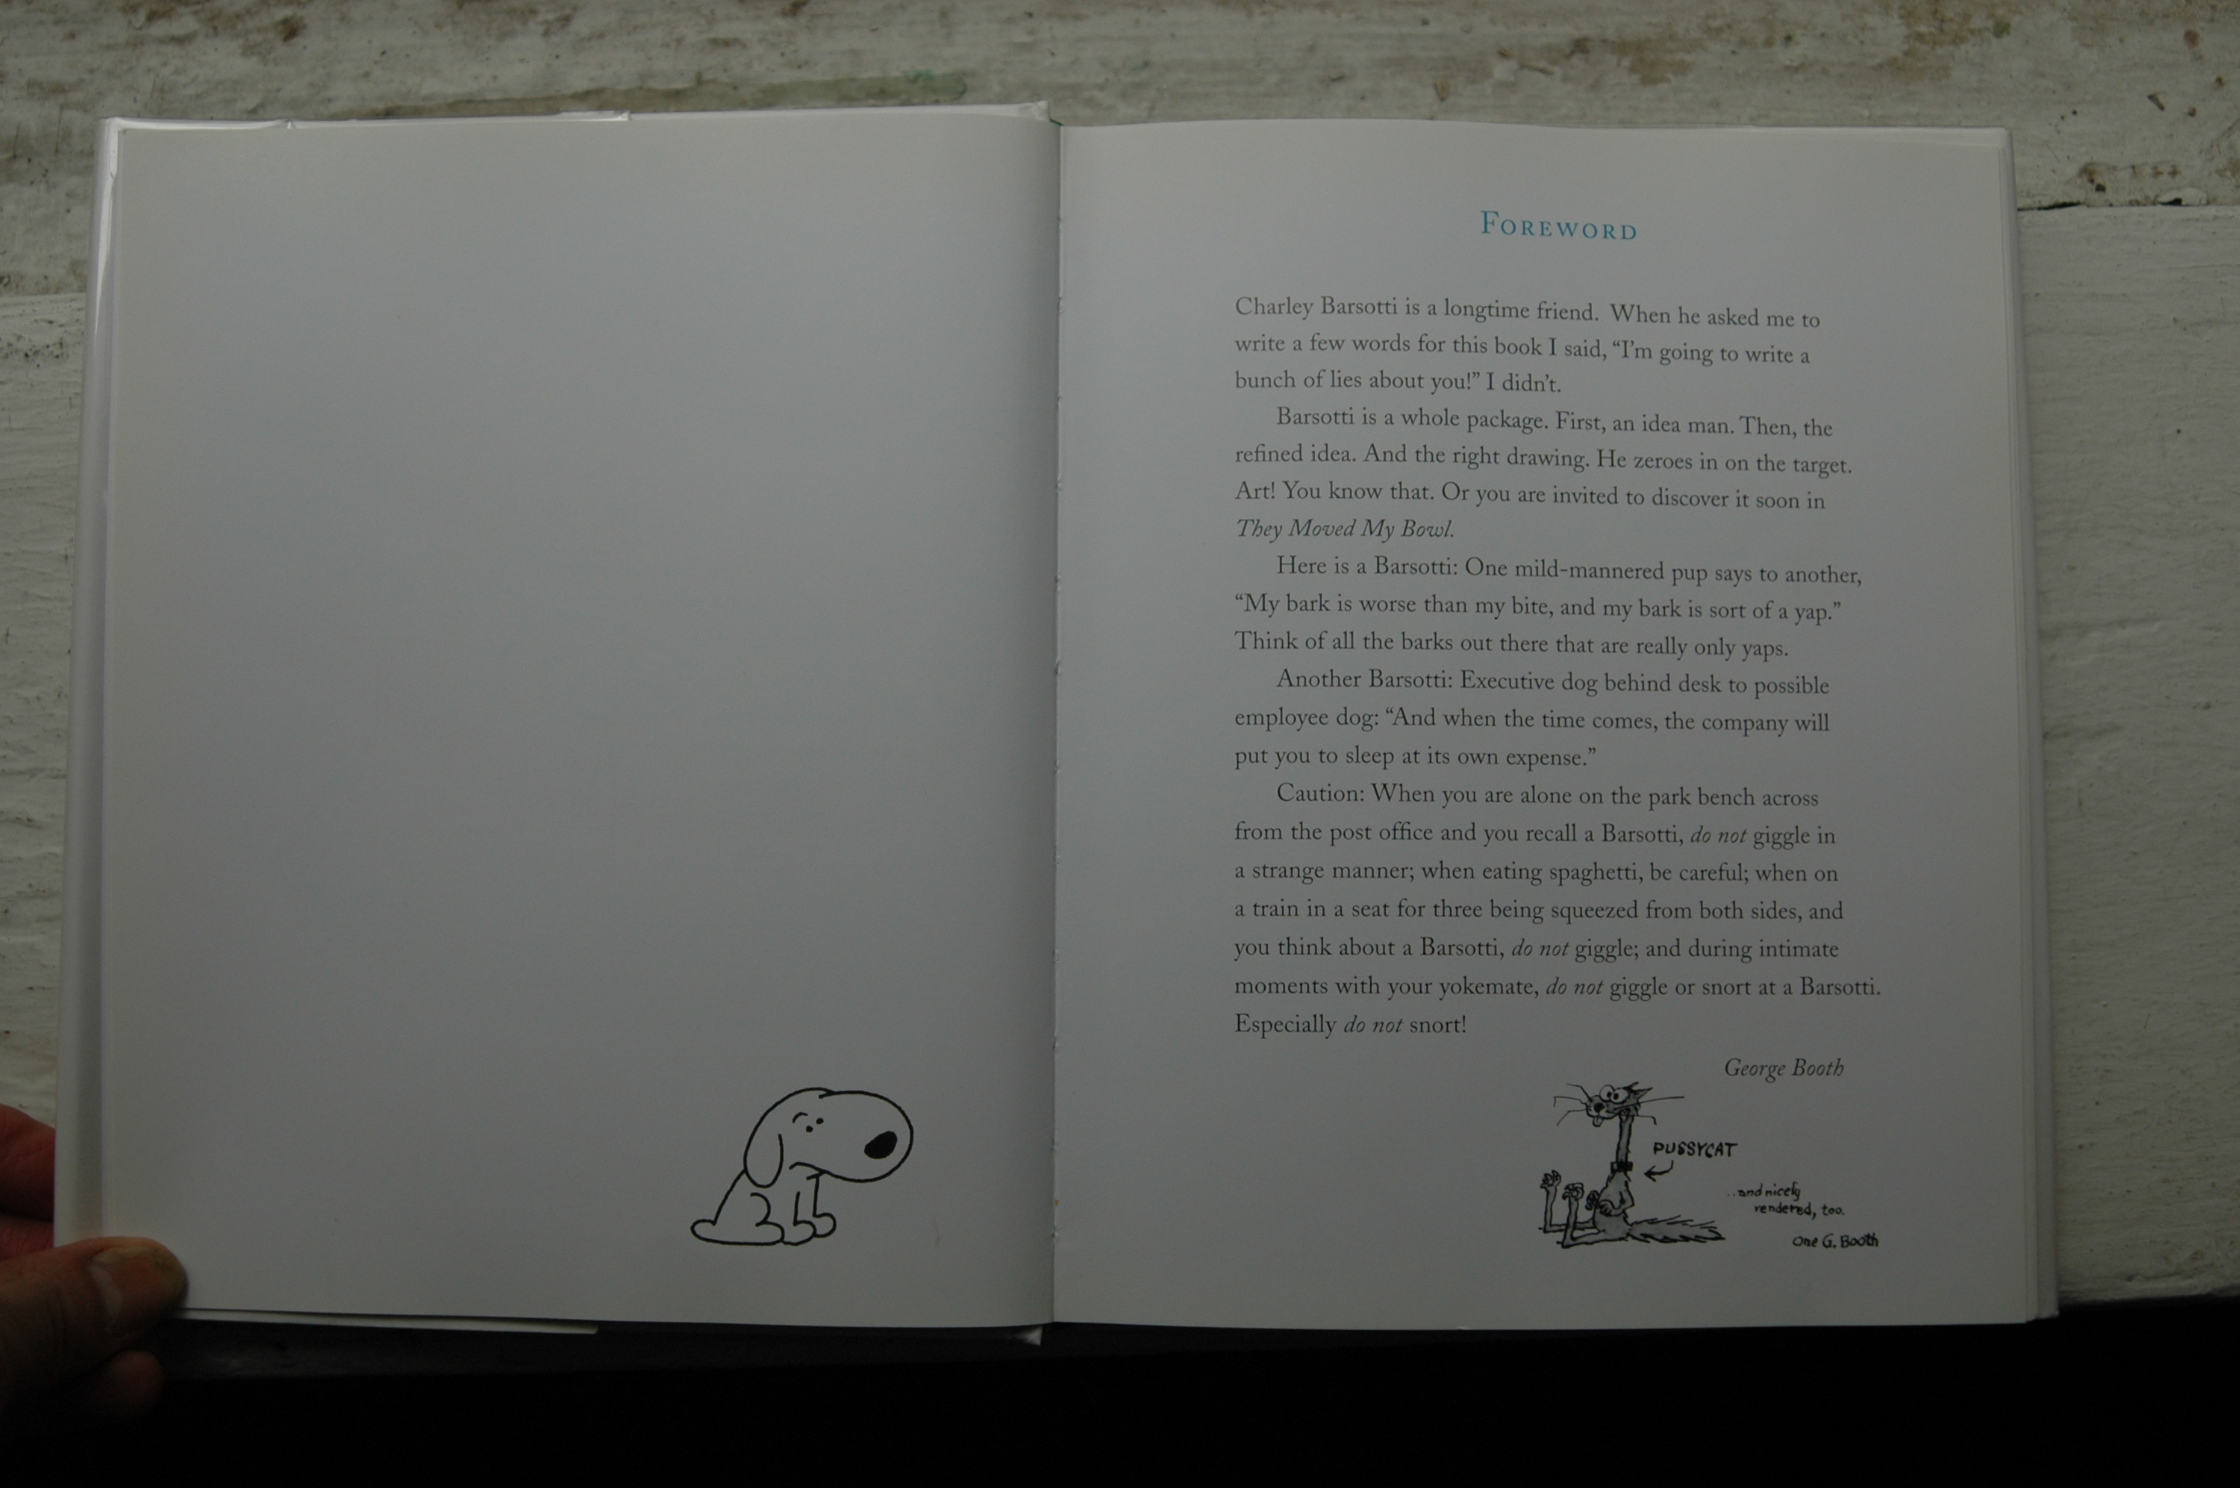 FOREWORD
Charley Barsotti is a longtime friend. When he asked me to
write a few words for this book I said, “I’m going to write a
bunch of lies about you!” I didn’t.
Barsotti is a whole package. First, an idea man. Then, the
refined idea. And the right drawing. He zeroes in on the target.
Art! You know that. Or you are invited to discover it soon in
They Moved My Bowl.
Here is a Barsotti: One mild-mannered pup says to another,
“My bark is worse than my bite, and my bark is sort of a yap.”
Think of all the barks out there that are really only yaps.
Another Barsotti: Executive dog behind desk to possible
employee dog: “And when the time comes, the company will
put you to sleep at its own expense.”
Caution: When you are alone on the park bench across
from the post office and you recall a Barsotti, do not giggle in
a strange manner; when eating spaghetti, be careful; when on
a train in a seat for three being squeezed from both sides, and
you think about a Barsotti, do not giggle; and during intimate
moments with your yokemate, do not giggle or snort at a Barsotti.
Especially do not snort!
George Booth
PUSSYCAT
..and nicely
rendered, too.
One G. Booth